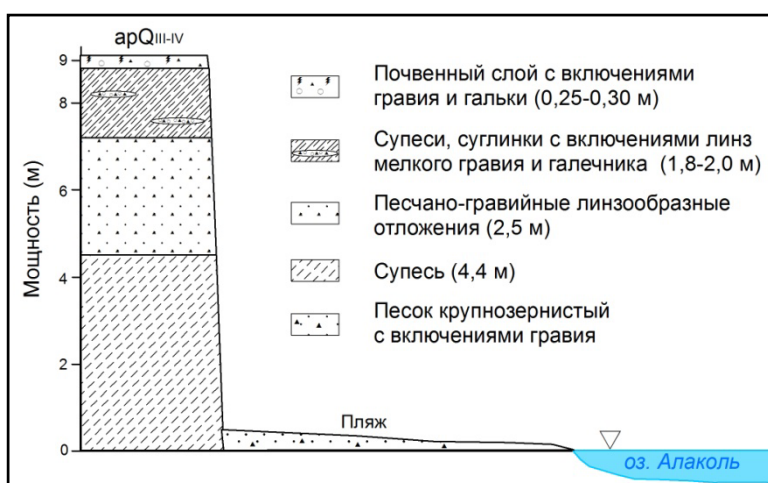 apQIII-IV
Мощность (м)
9
8
6
4
2
0
Почвенный слой с включениями
гравия и гальки (0,25-0,30 м)
Супеси, суглинки с включениями линз
мелкого гравия и галечника (1,8-2,0 м)
Песчано-гравийные линзообразные
отложения (2,5 м)
Супесь (4,4 м)
Песок крупнозернистый
с включениями гравия
Пляж
оз. Алаколь